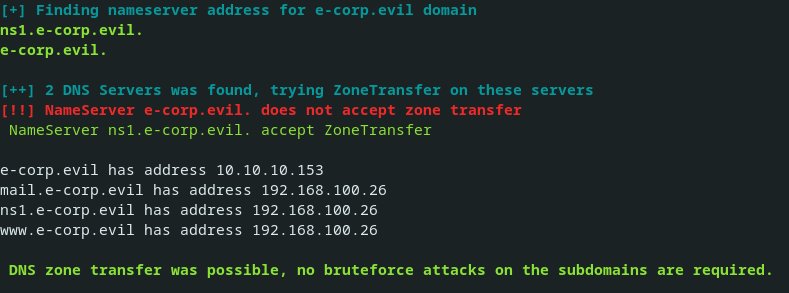 [+] Finding nameserver address for e-corp.evil domain
ns1.e-corp.evil.
e-corp.evil.
[++] 2 DNS Servers was found, trying ZoneTransfer on these servers
[!!] NameServer e-corp.evil. does not accept zone transfer
NameServer ns1.e-corp.evil. accept ZoneTransfer
e-corp.evil has address 10.10.10.153
mail.e-corp.evil has address 192.168.100.26
ns1.e-corp.evil has address 192.168.100.26
www.e-corp.evil has address 192.168.100.26
DNS zone transfer was possible, no bruteforce attacks on the subdomains are required.